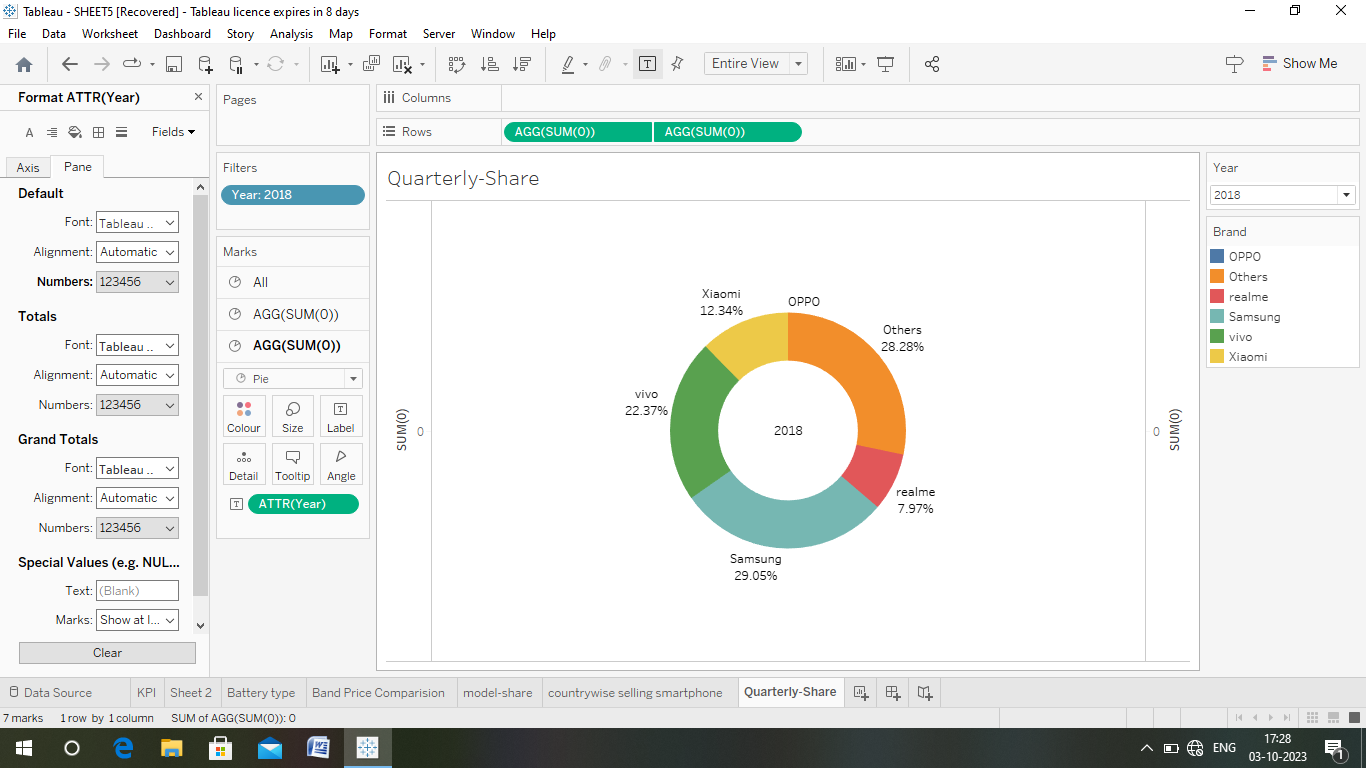 Tableau - SHEET5 [Recovered] - Tableau licence expires in 8 days
File Data Worksheet Dashboard Story Analysis Map Format Server Window Help
Entire View
Show Me
Format ATTR(Year)
Fields
Axis Pane
Default
Font: Tableau ..
Alignment: Automatic
Numbers: 123456
Totals
Font: Tableau ..
Alignment: Automatic
Numbers: 123456
Grand Totals
Font: Tableau ..
Alignment: Automatic
Numbers: 123456
Special Values (e.g. NUL...
Text: (Blank)
Marks: Show at l...
Clear
Pages
Filters
Year: 2018
Marks
All
AGG(SUM(0))
AGG(SUM(0))
Pie
Colour Size Label
Detail Tooltip Angle
ATTR(Year)
Columns
Rows AGG(SUM(0)) AGG(SUM(0))
Quarterly-Share
SUM(0)
0
Xiaomi
12.34%
OPPO
Others
28.28%
vivo
22.37%
2018
realme
7.97%
Samsung
29.05%
0
SUM(0)
Year
2018
Brand
OPPO
Others
realme
Samsung
vivo
Xiaomi
Data Source KPI Sheet 2 Battery type Band Price Comparision model-share countrywise selling smartphone Quarterly-Share
7 marks 1 row by 1 column SUM of AGG(SUM(0)): 0
ENG
17:28
03-10-2023
1